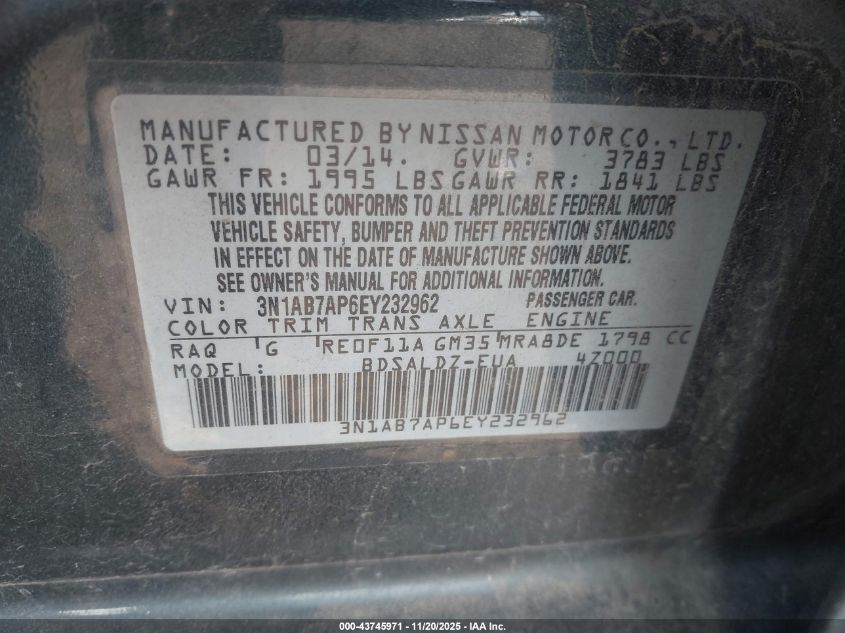 MANUFACTURED BY NISSAN MOTOR CO., LTD.
DATE: 03/14. GVWR: 3783 LBS
GAWR FR: 1995 LBS GAWR RR: 1841 LBS
THIS VEHICLE CONFORMS TO ALL APPLICABLE FEDERAL MOTOR
VEHICLE SAFETY, BUMPER AND THEFT PREVENTION STANDARDS
IN EFFECT ON THE DATE OF MANUFACTURE SHOWN ABOVE.
SEE OWNER'S MANUAL FOR ADDITIONAL INFORMATION.
VIN: 3N1AB7AP6EY232962 PASSENGER CAR.
COLOR TRIM TRANS AXLE ENGINE
RAQ G RE0F11A GM35 MRA8DE 1798 CC
MODEL: BDSALDZ-EUA 4Z000
3N1AB7AP6EY232962
000-43745971 - 11/20/2025 - IAA Inc.